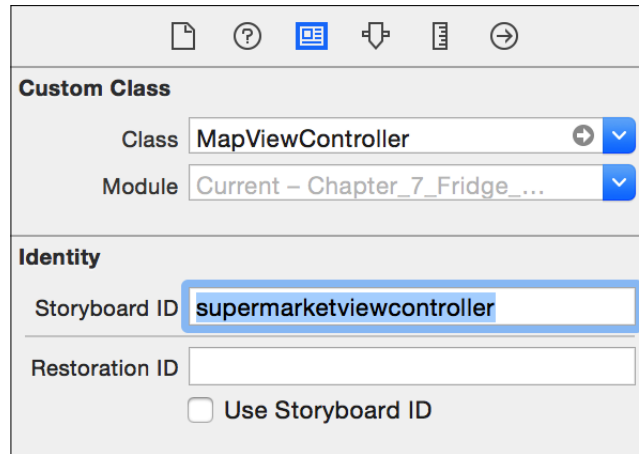 Custom Class
Class MapViewController
Module Current – Chapter_7_Fridge_...
Identity
Storyboard ID supermarketviewcontroller
Restoration ID
Use Storyboard ID